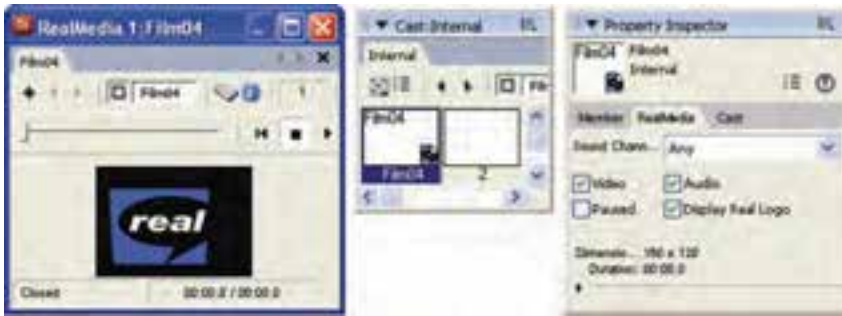 RealMedia 1:Film04
Film04
Film04
1
real
Closed
00:00.0 / 00:00.0
Cast:Internal
Internal
Film04
Film04
2
Property Inspector
Film04 Film04
Internal
Member RealMedia Cast
Sound Chann... Any
Video Audio
Paused Display Real Logo
Dimensio... 160 x 120
Duration: 00:00.0